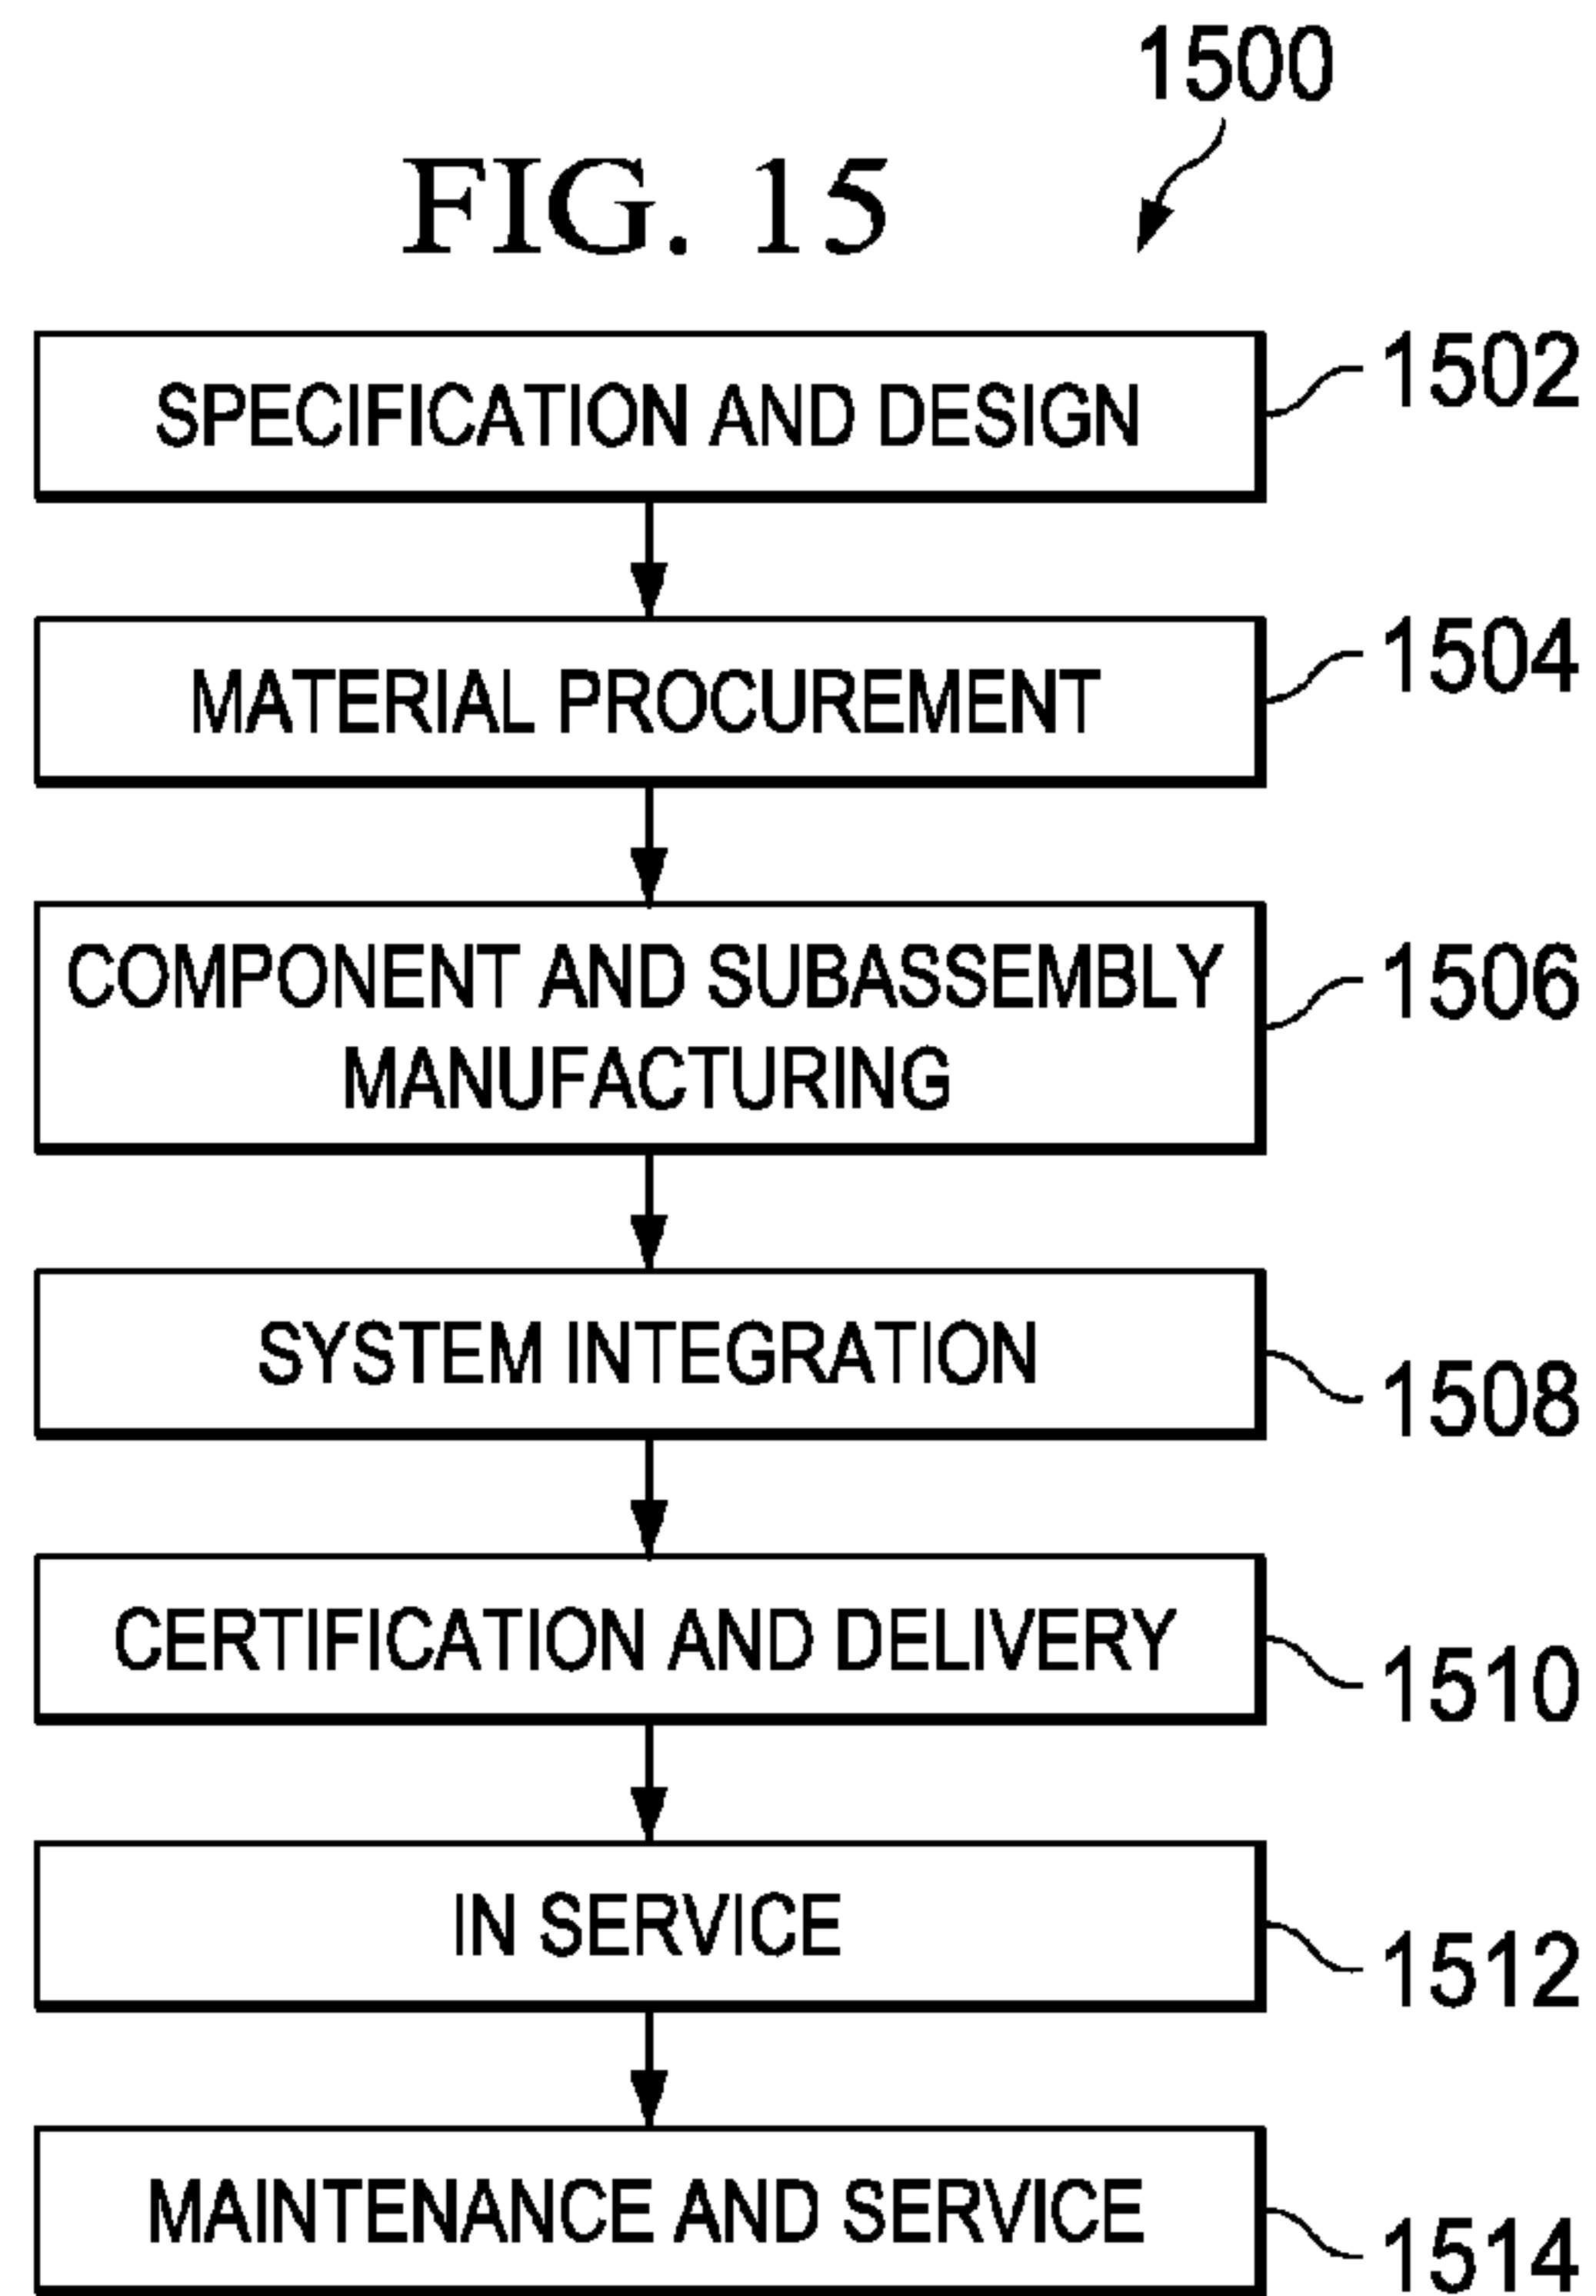 1500
FIG. 15
SPECIFICATION AND DESIGN
1502
MATERIAL PROCUREMENT
1504
COMPONENT AND SUBASSEMBLY
MANUFACTURING
1506
SYSTEM INTEGRATION
1508
CERTIFICATION AND DELIVERY
1510
IN SERVICE
1512
MAINTENANCE AND SERVICE
1514